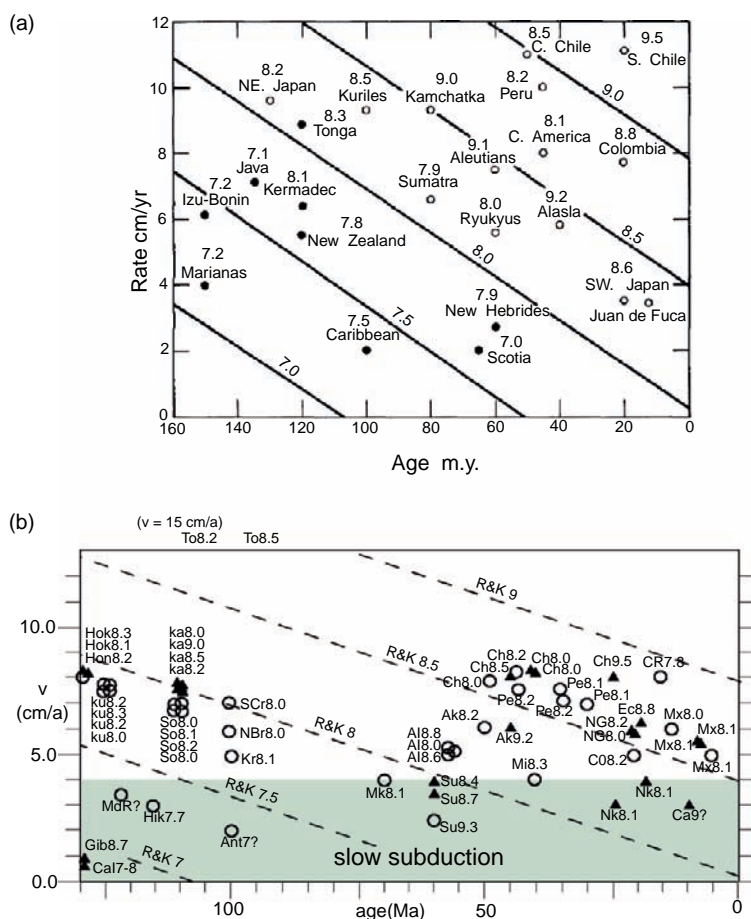 (a)
12
10
8
6
4
2
0
Rate cm/yr
8.5
C. Chile
9.5
S. Chile
8.2
NE. Japan
8.5
Kuriles
9.0
Kamchatka
8.2
Peru
9.0
8.3
Tonga
8.1
C. America
8.8
Colombia
7.1
Java
9.1
Aleutians
7.2
Izu-Bonin
8.1
Kermadec
7.9
Sumatra
8.0
Ryukyus
9.2
Alasla
8.5
7.8
New Zealand
8.0
7.2
Marianas
8.6
SW. Japan
Juan de Fuca
7.9
New Hebrides
7.5
7.5
Caribbean
7.0
Scotia
7.0
160 140 120 100 80 60 40 20 0
Age m.y.
(b)
(v = 15 cm/a)
To8.2 To8.5
R&K 9
10.0
v
(cm/a)
5.0
0.0
Hok8.3
Hok8.1
Hon8.2
ka8.0
ka9.0
ka8.5
ka8.2
R&K 8.5
Ch8.2
Ch8.5
Ch8.0
Ch8.0
Ch8.0
Ch9.5
CR7.8
ku8.2
ku8.3
ku8.2
ku8.0
So8.0
So8.1
So8.2
So8.0
SCr8.0
NBr8.0
Kr8.1
R&K 8
Pe8.1
Pe8.1
Pe8.2
Pe8.2
Ec8.8
NG8.2
NG8.0
Mx8.0
Mx8.1
Mx8.1
Mx8.1
Ak8.2
Ak9.2
Al8.8
Al8.0
Al8.6
C08.2
Mi8.3
R&K 7.5
Mk8.1
Su8.4
Su8.7
Su9.3
Nk8.1
Nk8.1
Ca9?
MdR?
Hik7.7
Ant7?
Gib8.7
Cal7-8
R&K 7
slow subduction
100 50 0
age(Ma)